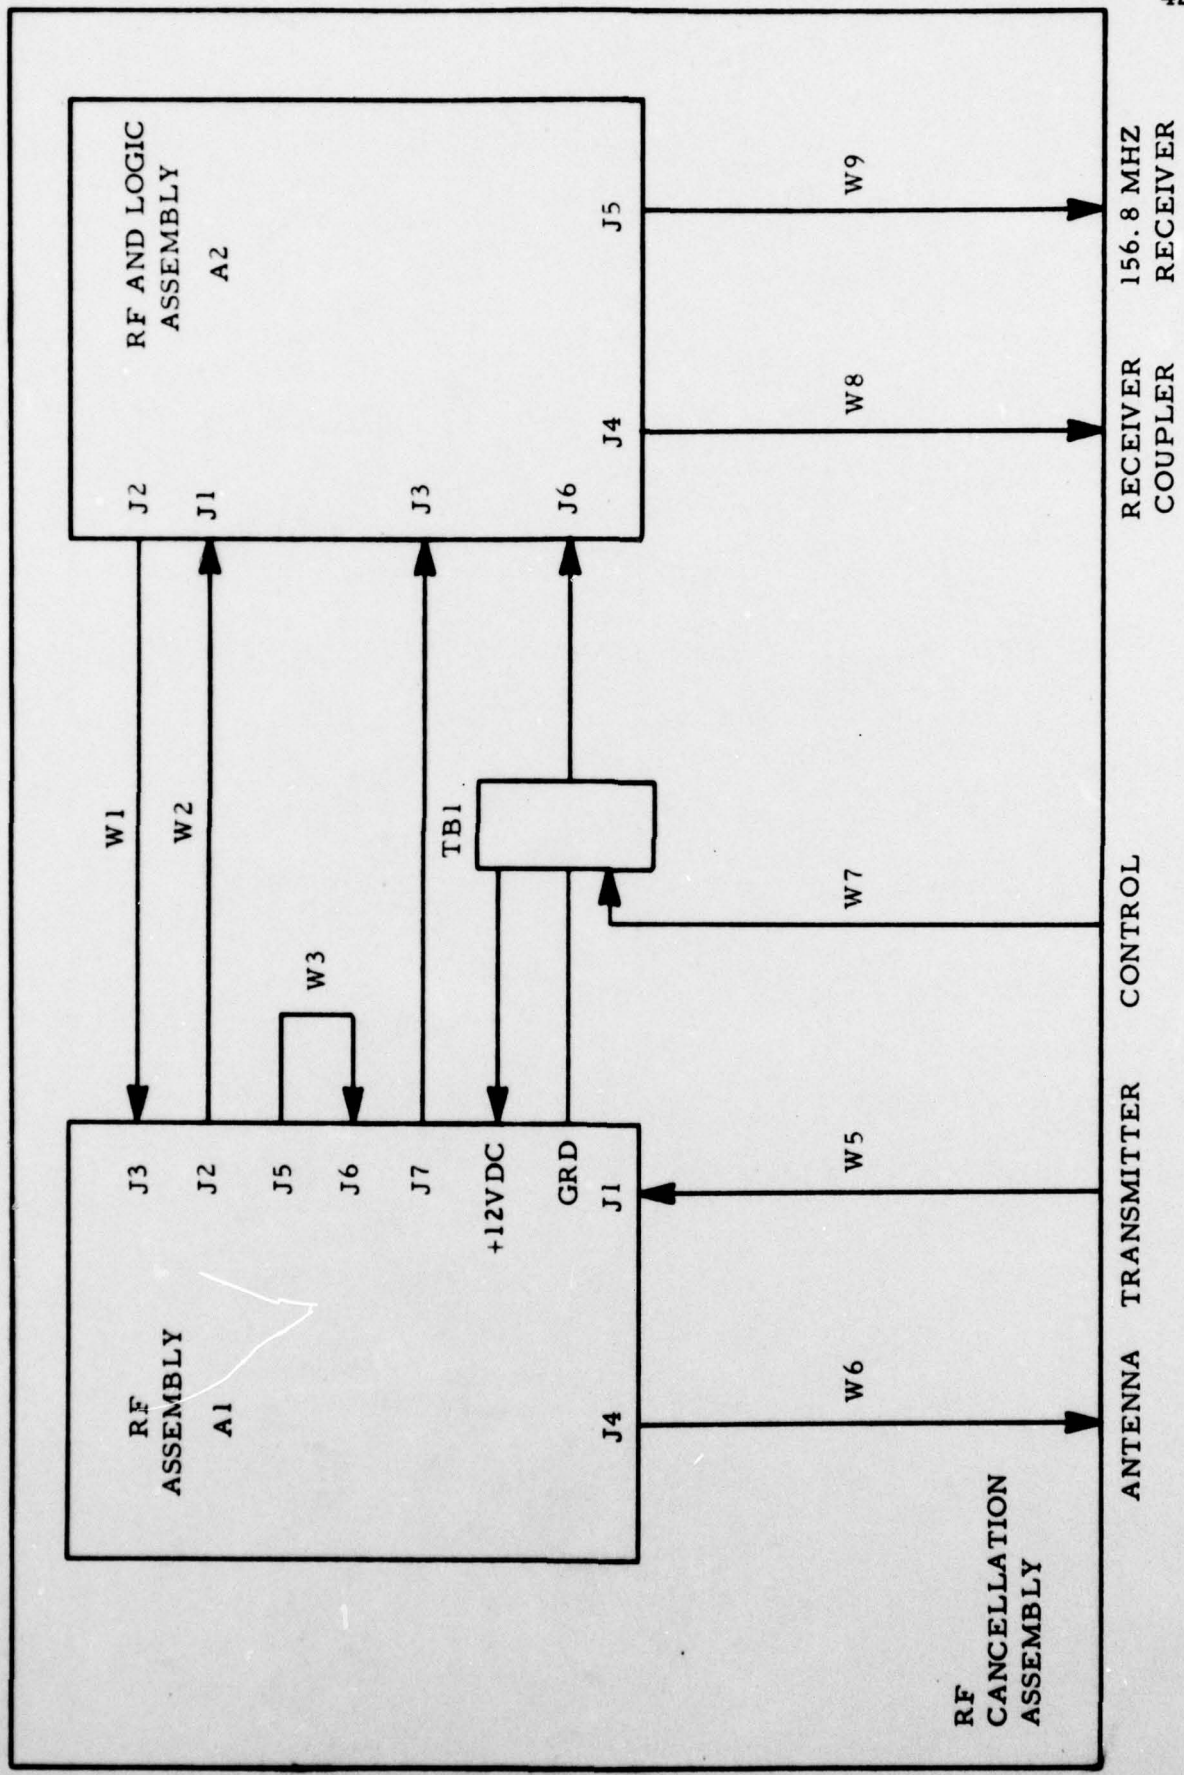 RF
ASSEMBLY
A1
J3
J2
J5
J6
J7
+12VDC
GRD
J1
J4
W1
W2
W3
TB1
RF AND LOGIC
ASSEMBLY
A2
J2
J1
J3
J6
J4
J5
W6
W5
W7
W8
W9
RF
CANCELLATION
ASSEMBLY
ANTENNA
TRANSMITTER
CONTROL
RECEIVER
COUPLER
156.8 MHZ
RECEIVER